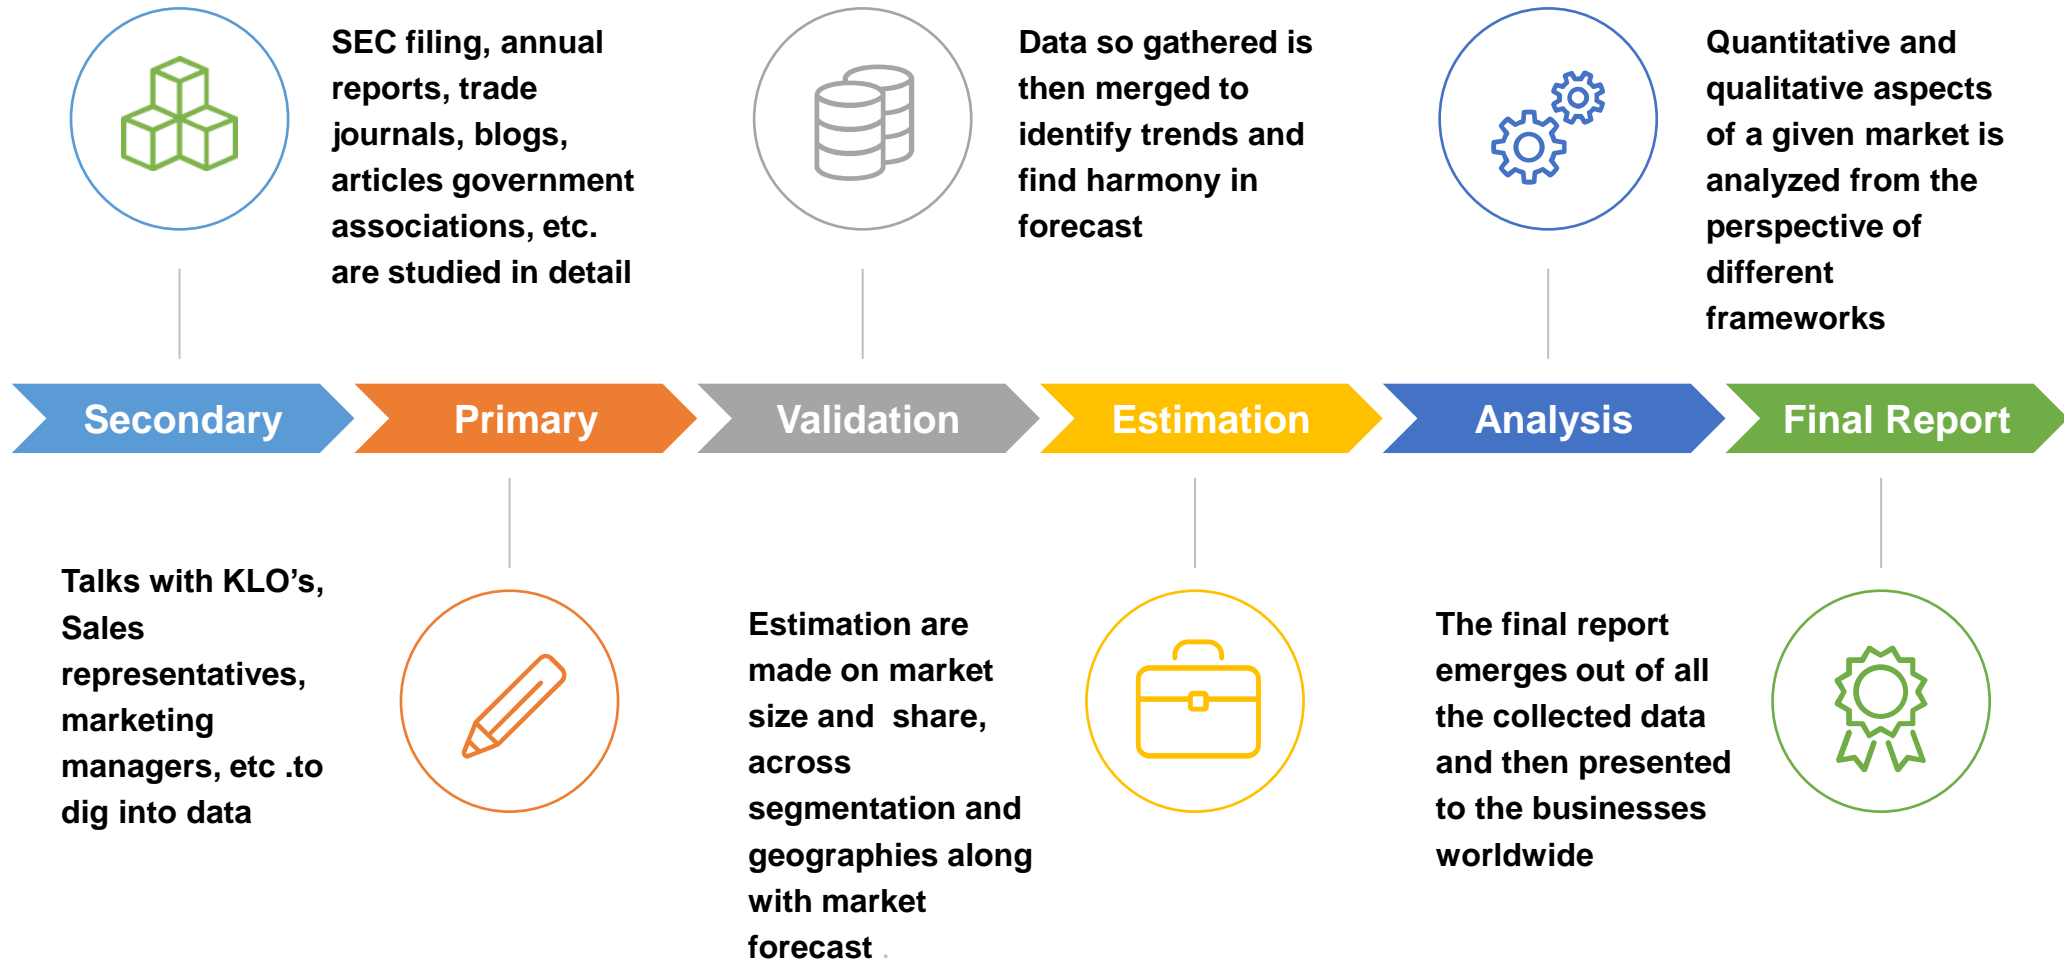 SEC filing, annual
reports, trade
journals, blogs,
articles government
associations, etc.
are studied in detail
Data so gathered is
then merged to
identify trends and
find harmony in
forecast
Quantitative and
qualitative aspects
of a given market is
analyzed from the
perspective of
different
frameworks
Secondary
Primary
Validation
Estimation
Analysis
Final Report
Talks with KLO’s,
Sales
representatives,
marketing
managers, etc .to
dig into data
Estimation are
made on market
size and  share,
across
segmentation and
geographies along
with market
forecast .
The final report
emerges out of all
the collected data
and then presented
to the businesses
worldwide